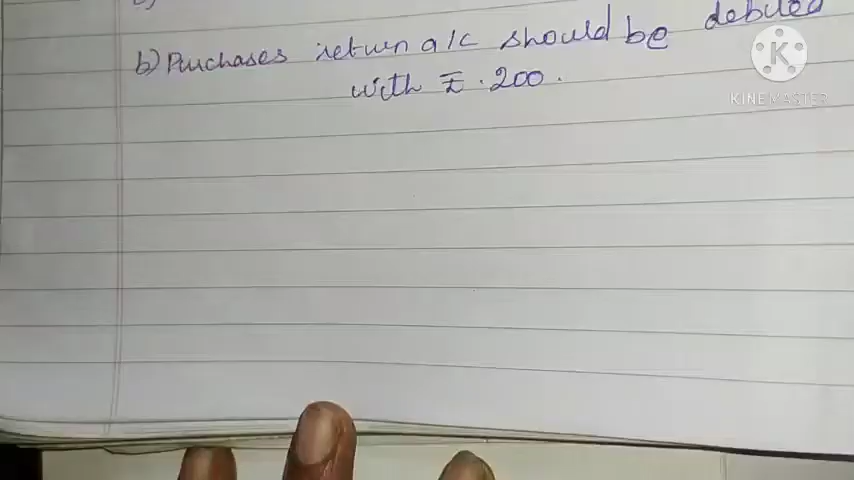 b) Purchases return a/c should be debited
with ₹.200.
KINEMASTER